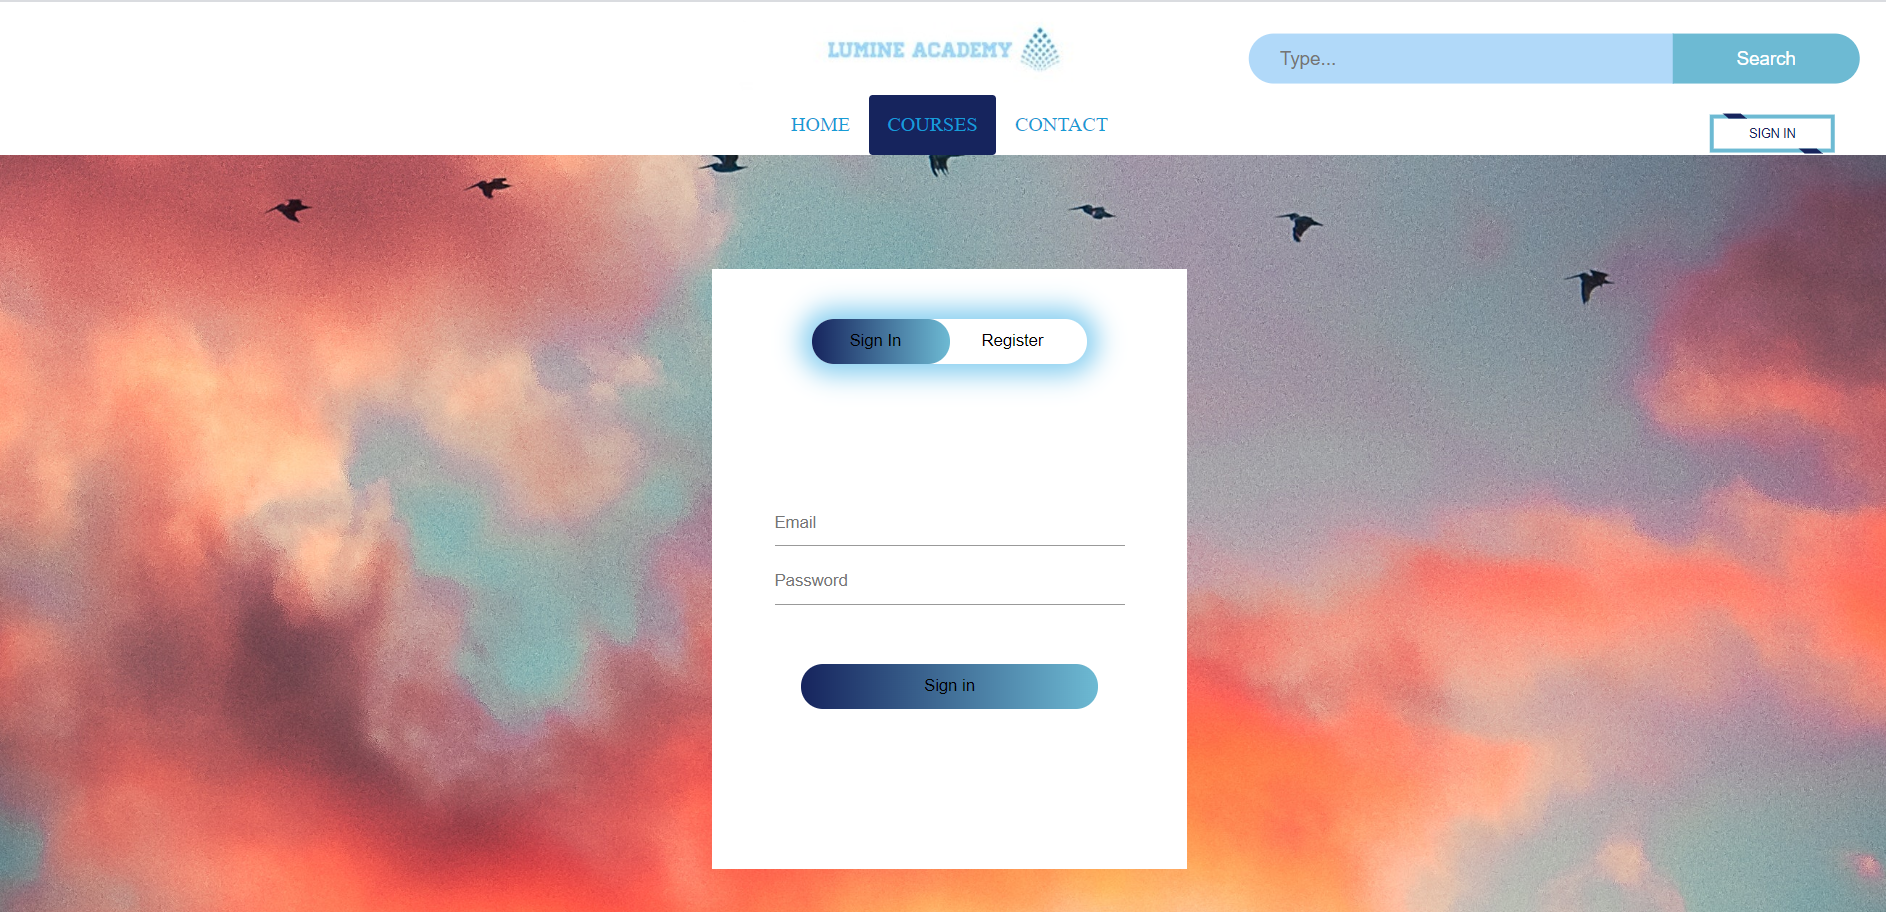 LUMINE ACADEMY
Type...
Search
HOME
COURSES
CONTACT
SIGN IN
Sign In
Register
Email
Password
Sign in